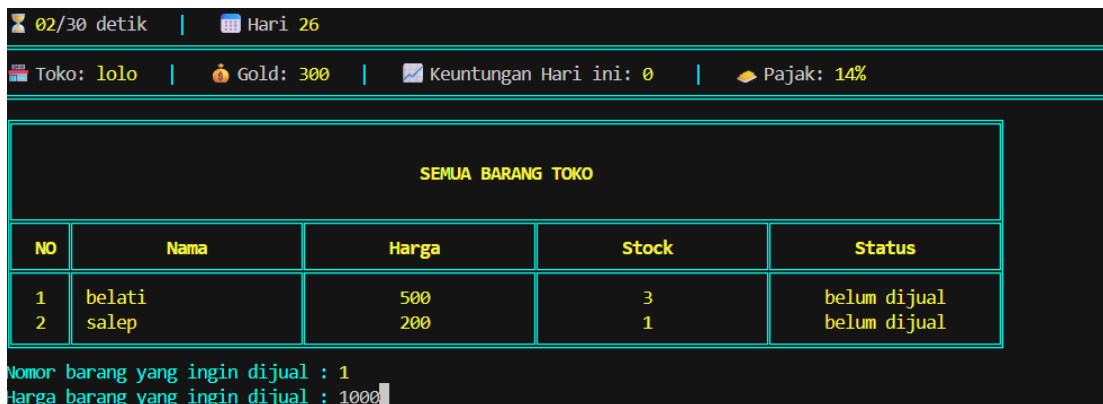 02/30 detik | Hari 26
Toko: lolo | Gold: 300 | Keuntungan Hari ini: 0 | Pajak: 14%
SEMUA BARANG TOKO
NO Nama Harga Stock Status
1 belati 500 3 belum dijual
2 salep 200 1 belum dijual
Nomor barang yang ingin dijual : 1
Harga barang yang ingin dijual : 1000